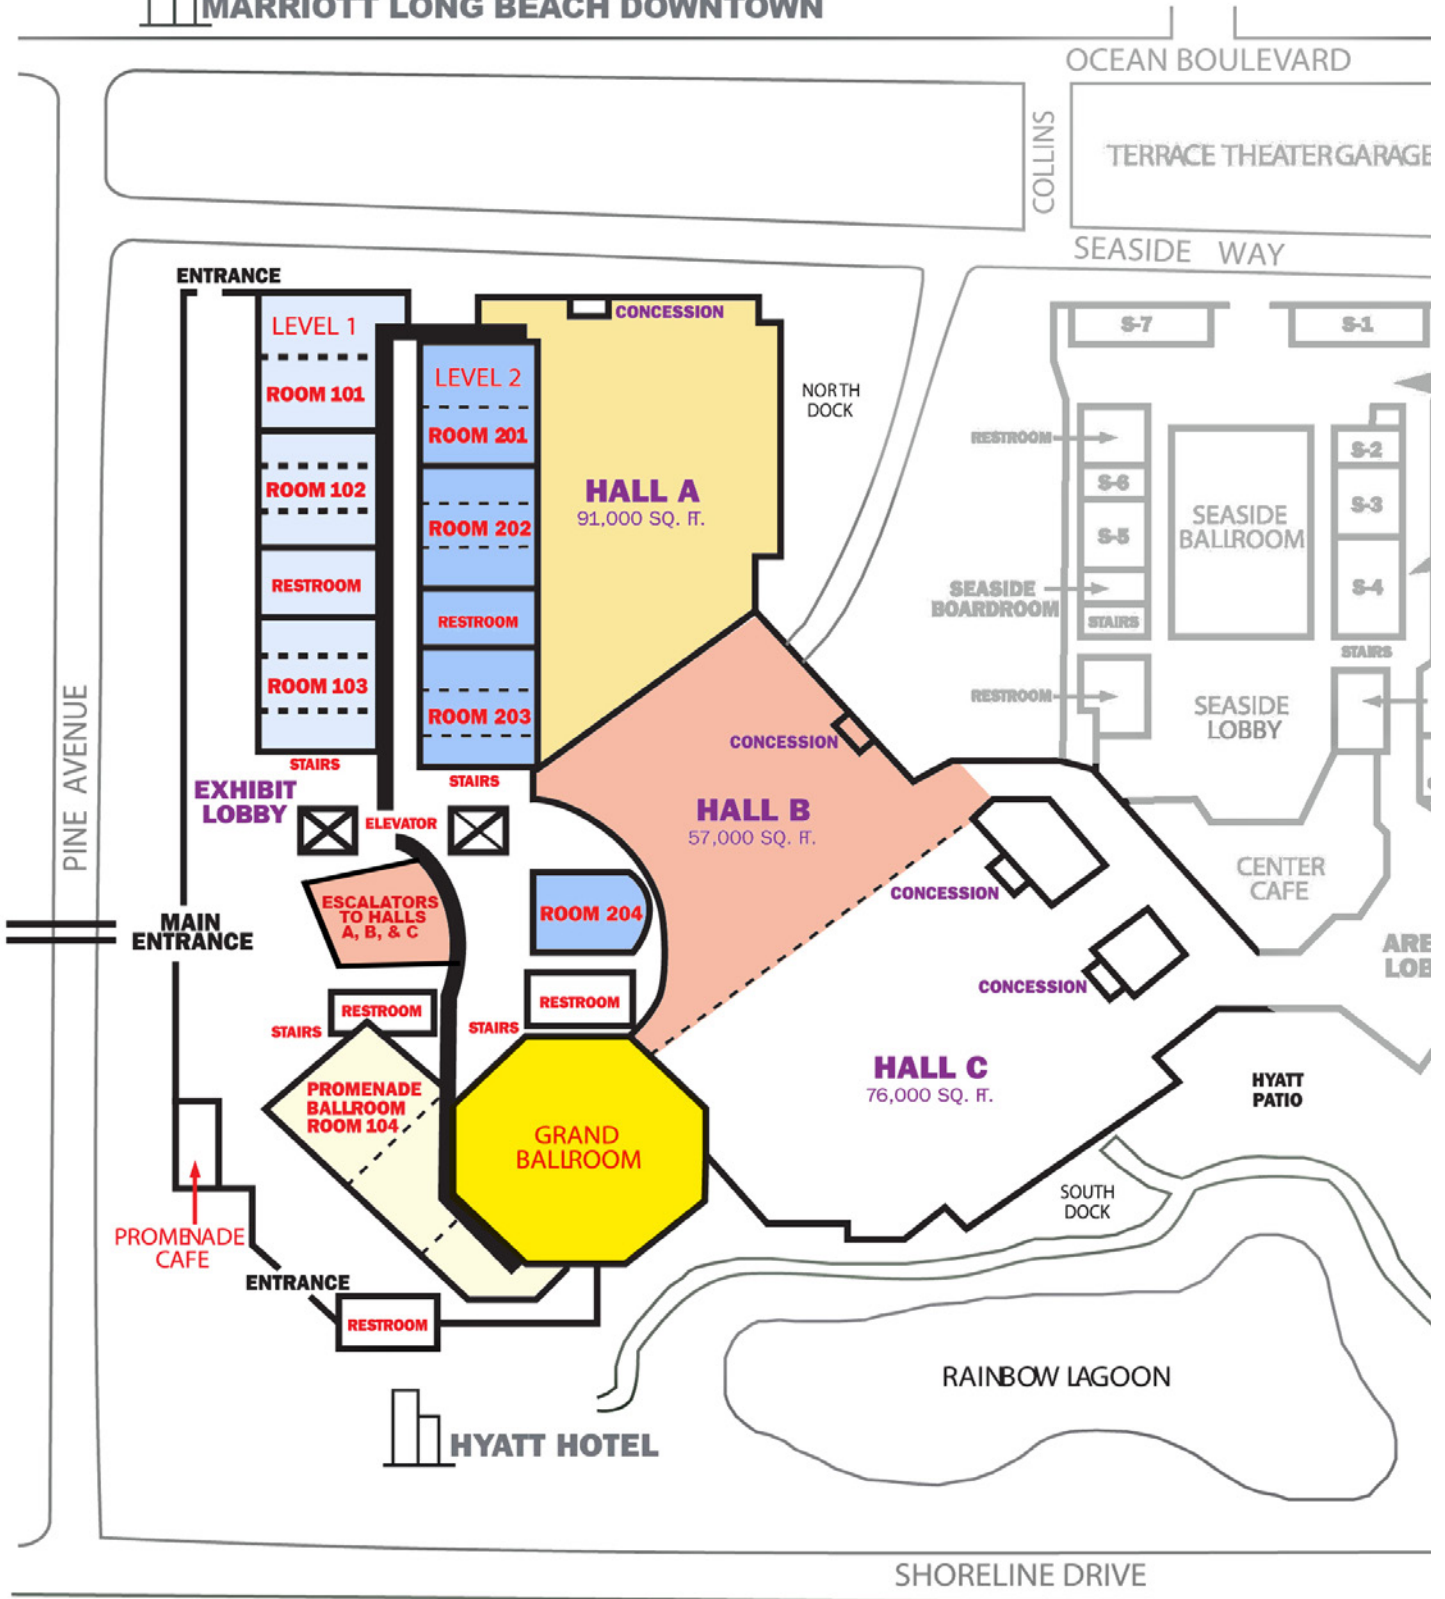 MARRIOTT LONG BEACH DOWNTOWN
OCEAN BOULEVARD
COLLINS
TERRACE THEATER GARAGE
SEASIDE WAY
ENTRANCE
LEVEL 1
ROOM 101
ROOM 102
RESTROOM
ROOM 103
STAIRS
LEVEL 2
ROOM 201
ROOM 202
RESTROOM
ROOM 203
STAIRS
CONCESSION
HALL A
91,000 SQ. FT.
NORTH
DOCK
S-7
S-1
RESTROOM
S-6
S-5
SEASIDE
BOARDROOM
STAIRS
RESTROOM
SEASIDE
BALLROOM
S-2
S-3
S-4
STAIRS
SEASIDE
LOBBY
PINE AVENUE
EXHIBIT
LOBBY
ELEVATOR
CONCESSION
HALL B
57,000 SQ. FT.
CENTER
CAFE
MAIN
ENTRANCE
ESCALATORS
TO HALLS
A, B, & C
ROOM 204
CONCESSION
CONCESSION
RESTROOM
STAIRS
RESTROOM
STAIRS
HALL C
76,000 SQ. FT.
HYATT
PATIO
PROMENADE
BALLROOM
ROOM 104
GRAND
BALLROOM
SOUTH
DOCK
PROMENADE
CAFE
ENTRANCE
RESTROOM
RAINBOW LAGOON
HYATT HOTEL
SHORELINE DRIVE